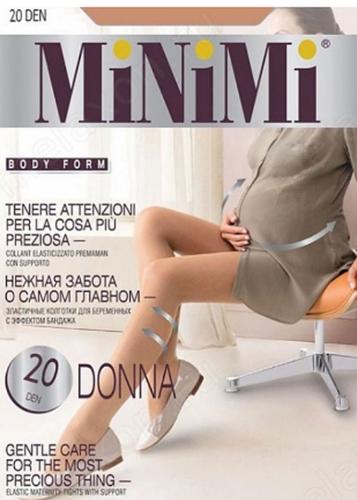 20 DEN
MiNiMi®
BODY FORM
TENERE ATTENZIONI
PER LA COSA PIÙ
PREZIOSA —
COLLANT ELASTICIZZATO PREMAMAN
CON SUPPORTO
НЕЖНАЯ ЗАБОТА
О САМОМ ГЛАВНОМ —
ЭЛАСТИЧНЫЕ КОЛГОТКИ ДЛЯ БЕРЕМЕННЫХ
С ЭФФЕКТОМ БАНДАЖА
20
DEN
DONNA
GENTLE CARE
FOR THE MOST
PRECIOUS THING —
ELASTIC MATERNITY TIGHTS WITH SUPPORT